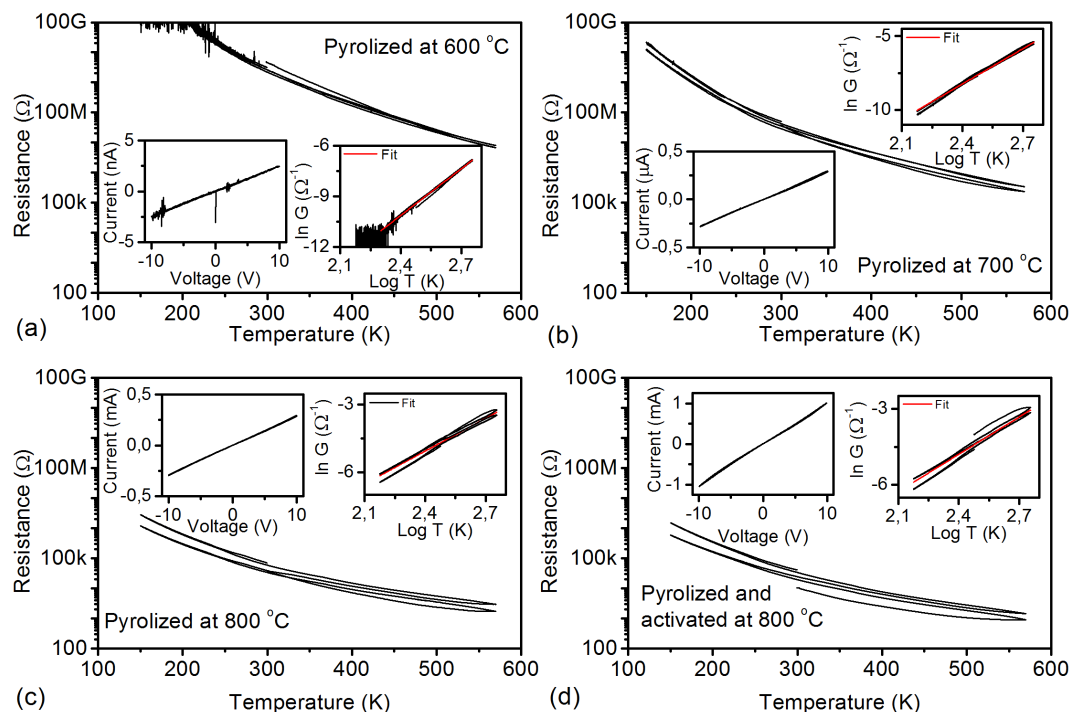 100G
100M
100k
100
Resistance (Ω)
100 200 300 400 500 600
Temperature (K)
Pyrolized at 600 °C
5
0
-5
Current (nA)
-10 0 10
Voltage (V)
-6
-9
-12
ln G (Ω⁻¹)
Fit
2,1 2,4 2,7
Log T (K)
(a)
100G
100M
100k
100
Resistance (Ω)
100 200 300 400 500 600
Temperature (K)
Pyrolized at 700 °C
0,5
0,0
-0,5
Current (µA)
-10 0 10
Voltage (V)
-5
-10
ln G (Ω⁻¹)
Fit
2,1 2,4 2,7
Log T (K)
(b)
100G
100M
100k
100
Resistance (Ω)
100 200 300 400 500 600
Temperature (K)
Pyrolized at 800 °C
0,5
0,0
-0,5
Current (mA)
-10 0 10
Voltage (V)
-3
-6
ln G (Ω⁻¹)
Fit
2,1 2,4 2,7
Log T (K)
(c)
100G
100M
100k
100
Resistance (Ω)
100 200 300 400 500 600
Temperature (K)
Pyrolized and
activated at 800 °C
1
0
-1
Current (mA)
-10 0 10
Voltage (V)
-3
-6
ln G (Ω⁻¹)
Fit
2,1 2,4 2,7
Log T (K)
(d)